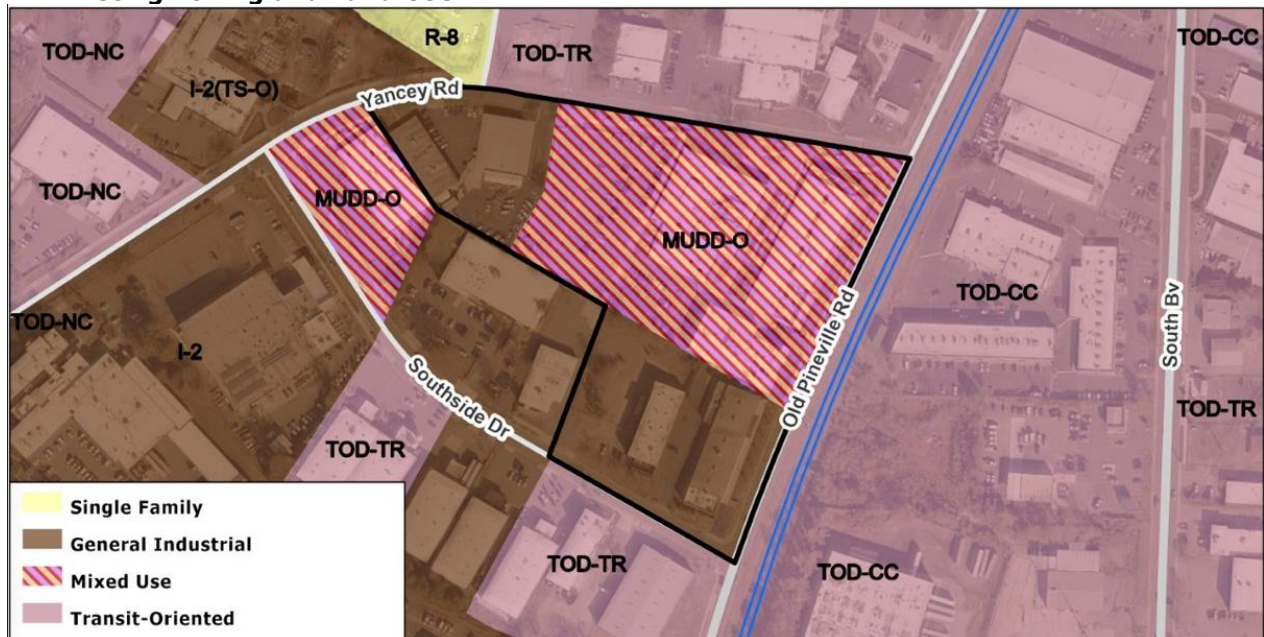 R-8
TOD-NC
TOD-TR
TOD-CC
I-2(TS-O)
Yancey Rd
TOD-NC
MUDD-O
MUDD-O
TOD-CC
South Bv
TOD-NC
I-2
Old Pineville Rd
Southside Dr
TOD-TR
TOD-TR
TOD-TR
TOD-CC
Single Family
General Industrial
Mixed Use
Transit-Oriented